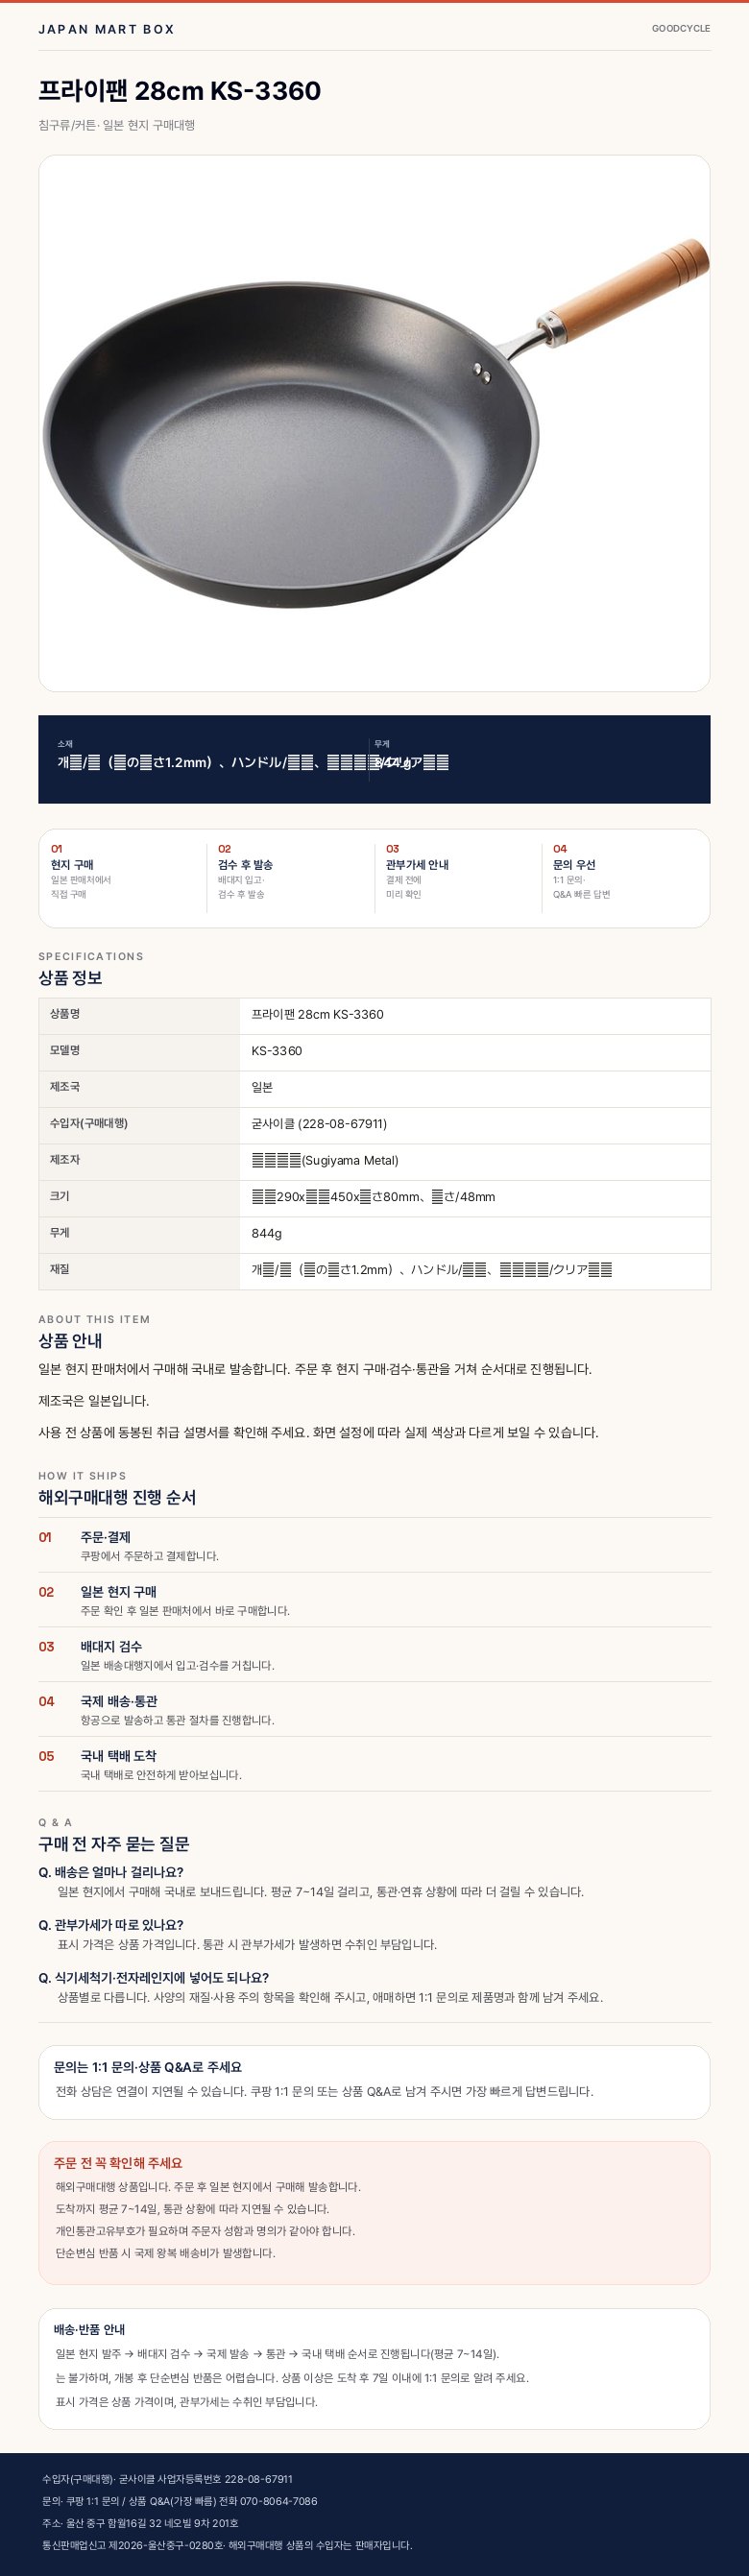 JAPAN MART BOX
GOODCYCLE
프라이팬 28cm KS-3360
침구류/커튼· 일본 현지 구매대행
소재
무게
개/（のさ1.2mm）、ハンドル/、/クリア
844 g
01
현지 구매
일본 판매처에서
직접 구매
02
검수 후 발송
배대지 입고·
검수 후 발송
03
관부가세 안내
결제 전에
미리 확인
04
문의 우선
1:1 문의·
Q&A 빠른 답변
SPECIFICATIONS
상품 정보
상품명 프라이팬 28cm KS-3360
모델명 KS-3360
제조국 일본
수입자(구매대행) 굳사이클 (228-08-67911)
제조자 (Sugiyama Metal)
크기 290x450xさ80mm、さ/48mm
무게 844g
재질 개/（のさ1.2mm）、ハンドル/、/クリア
ABOUT THIS ITEM
상품 안내
일본 현지 판매처에서 구매해 국내로 발송합니다. 주문 후 현지 구매·검수·통관을 거쳐 순서대로 진행됩니다.
제조국은 일본입니다.
사용 전 상품에 동봉된 취급 설명서를 확인해 주세요. 화면 설정에 따라 실제 색상과 다르게 보일 수 있습니다.
HOW IT SHIPS
해외구매대행 진행 순서
01 주문·결제
쿠팡에서 주문하고 결제합니다.
02 일본 현지 구매
주문 확인 후 일본 판매처에서 바로 구매합니다.
03 배대지 검수
일본 배송대행지에서 입고·검수를 거칩니다.
04 국제 배송·통관
항공으로 발송하고 통관 절차를 진행합니다.
05 국내 택배 도착
국내 택배로 안전하게 받아보십니다.
Q & A
구매 전 자주 묻는 질문
Q. 배송은 얼마나 걸리나요?
일본 현지에서 구매해 국내로 보내드립니다. 평균 7~14일 걸리고, 통관·연휴 상황에 따라 더 걸릴 수 있습니다.
Q. 관부가세가 따로 있나요?
표시 가격은 상품 가격입니다. 통관 시 관부가세가 발생하면 수취인 부담입니다.
Q. 식기세척기·전자레인지에 넣어도 되나요?
상품별로 다릅니다. 사양의 재질·사용 주의 항목을 확인해 주시고, 애매하면 1:1 문의로 제품명과 함께 남겨 주세요.
문의는 1:1 문의·상품 Q&A로 주세요
전화 상담은 연결이 지연될 수 있습니다. 쿠팡 1:1 문의 또는 상품 Q&A로 남겨 주시면 가장 빠르게 답변드립니다.
주문 전 꼭 확인해 주세요
해외구매대행 상품입니다. 주문 후 일본 현지에서 구매해 발송합니다.
도착까지 평균 7~14일, 통관 상황에 따라 지연될 수 있습니다.
개인통관고유부호가 필요하며 주문자 성함과 명의가 같아야 합니다.
단순변심 반품 시 국제 왕복 배송비가 발생합니다.
배송·반품 안내
일본 현지 발주 → 배대지 검수 → 국제 발송 → 통관 → 국내 택배 순서로 진행됩니다(평균 7~14일).
는 불가하며, 개봉 후 단순변심 반품은 어렵습니다. 상품 이상은 도착 후 7일 이내에 1:1 문의로 알려 주세요.
표시 가격은 상품 가격이며, 관부가세는 수취인 부담입니다.
수입자(구매대행)· 굳사이클 사업자등록번호 228-08-67911
문의· 쿠팡 1:1 문의 / 상품 Q&A(가장 빠름) 전화 070-8064-7086
주소· 울산 중구 함월16길 32 네오빌 9차 201호
통신판매업신고 제2026-울산중구-0280호· 해외구매대행 상품의 수입자는 판매자입니다.